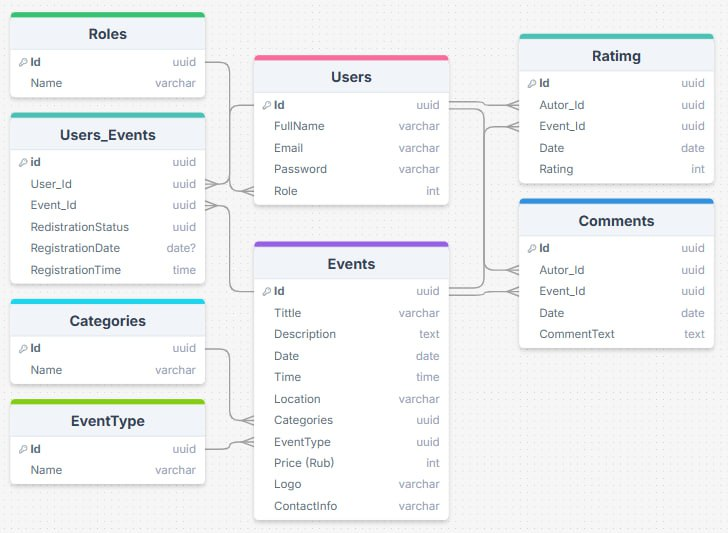 Roles
Id uuid
Name varchar
Users_Events
id uuid
User_Id uuid
Event_Id uuid
RedistrationStatus uuid
RegistrationDate date?
RegistrationTime time
Categories
Id uuid
Name varchar
EventType
Id uuid
Name varchar
Users
Id uuid
FullName varchar
Email varchar
Password varchar
Role int
Events
Id uuid
Tittle varchar
Description text
Date date
Time time
Location varchar
Categories uuid
EventType uuid
Price (Rub) int
Logo varchar
ContactInfo varchar
Ratimg
Id uuid
Autor_Id uuid
Event_Id uuid
Date date
Rating int
Comments
Id uuid
Autor_Id uuid
Event_Id uuid
Date date
CommentText text